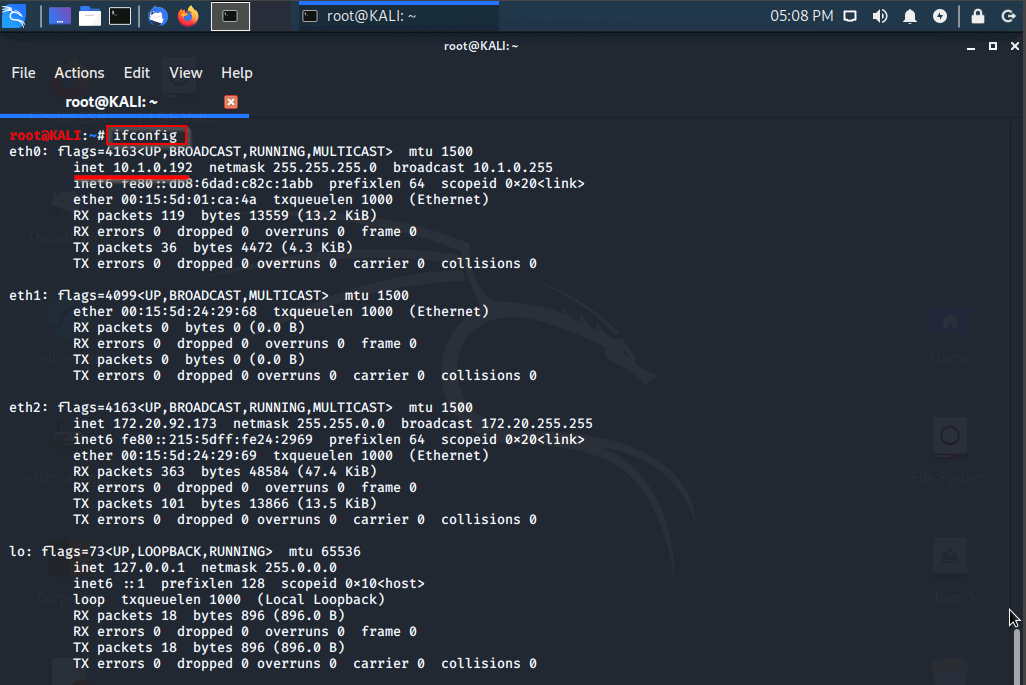 root@KALI: ~
05:08 PM
root@KALI: ~
File Actions Edit View Help
root@KALI: ~
root@KALI:~# ifconfig
eth0: flags=4163<UP,BROADCAST,RUNNING,MULTICAST>  mtu 1500
inet 10.1.0.192  netmask 255.255.255.0  broadcast 10.1.0.255
inet6 fe80::db8:6dad:c82c:1abb  prefixlen 64  scopeid 0×20<link>
ether 00:15:5d:01:ca:4a  txqueuelen 1000  (Ethernet)
RX packets 119  bytes 13559 (13.2 KiB)
RX errors 0  dropped 0  overruns 0  frame 0
TX packets 36  bytes 4472 (4.3 KiB)
TX errors 0  dropped 0 overruns 0  carrier 0  collisions 0
eth1: flags=4099<UP,BROADCAST,MULTICAST>  mtu 1500
ether 00:15:5d:24:29:68  txqueuelen 1000  (Ethernet)
RX packets 0  bytes 0 (0.0 B)
RX errors 0  dropped 0  overruns 0  frame 0
TX packets 0  bytes 0 (0.0 B)
TX errors 0  dropped 0 overruns 0  carrier 0  collisions 0
eth2: flags=4163<UP,BROADCAST,RUNNING,MULTICAST>  mtu 1500
inet 172.20.92.173  netmask 255.255.0.0  broadcast 172.20.255.255
inet6 fe80::215:5dff:fe24:2969  prefixlen 64  scopeid 0×20<link>
ether 00:15:5d:24:29:69  txqueuelen 1000  (Ethernet)
RX packets 363  bytes 48584 (47.4 KiB)
RX errors 0  dropped 0  overruns 0  frame 0
TX packets 101  bytes 13866 (13.5 KiB)
TX errors 0  dropped 0 overruns 0  carrier 0  collisions 0
lo: flags=73<UP,LOOPBACK,RUNNING>  mtu 65536
inet 127.0.0.1  netmask 255.0.0.0
inet6 ::1  prefixlen 128  scopeid 0×10<host>
loop  txqueuelen 1000  (Local Loopback)
RX packets 18  bytes 896 (896.0 B)
RX errors 0  dropped 0  overruns 0  frame 0
TX packets 18  bytes 896 (896.0 B)
TX errors 0  dropped 0 overruns 0  carrier 0  collisions 0
Home
File System
cdrom0